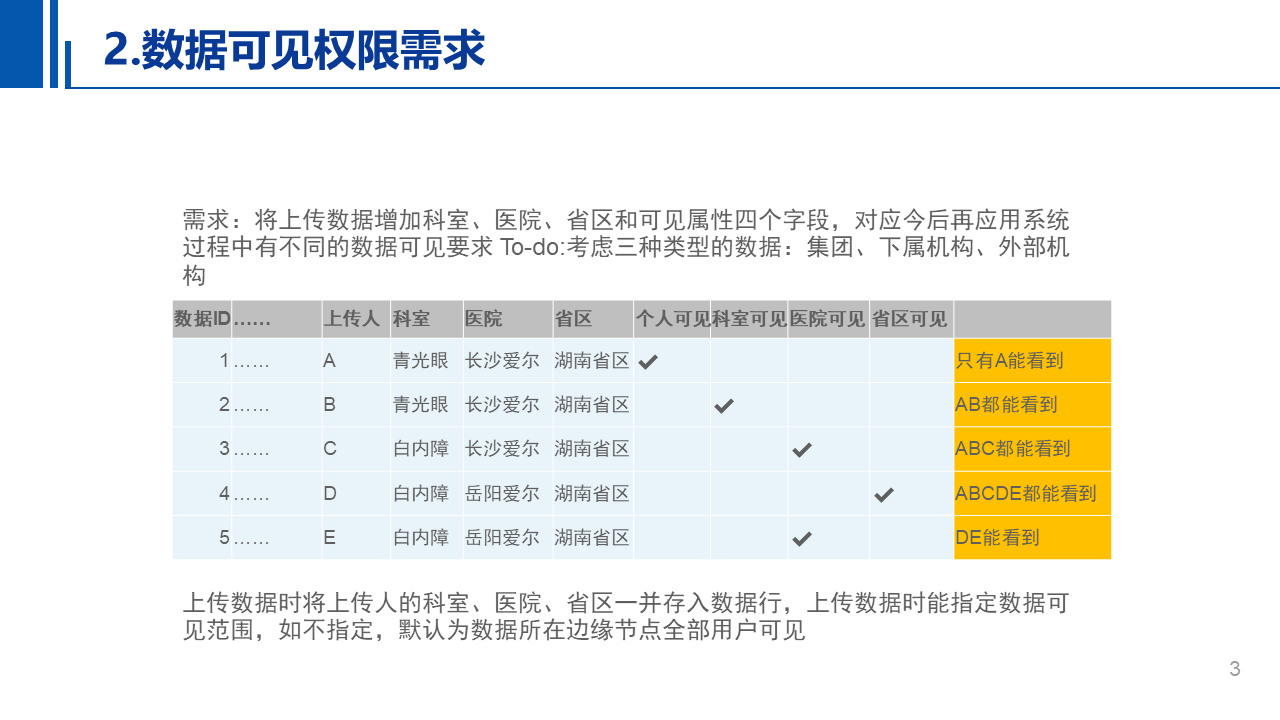 2.数据可见权限需求
需求：将上传数据增加科室、医院、省区和可见属性四个字段，对应今后再应用系统
过程中有不同的数据可见要求 To-do:考虑三种类型的数据：集团、下属机构、外部机
构
数据ID …… 上传人 科室 医院 省区 个人可见 科室可见 医院可见 省区可见
1 …… A 青光眼 长沙爱尔 湖南省区 ✔ 只有A能看到
2 …… B 青光眼 长沙爱尔 湖南省区 ✔ AB都能看到
3 …… C 白内障 长沙爱尔 湖南省区 ✔ ABC都能看到
4 …… D 白内障 岳阳爱尔 湖南省区 ✔ ABCDE都能看到
5 …… E 白内障 岳阳爱尔 湖南省区 ✔ DE能看到
上传数据时将上传人的科室、医院、省区一并存入数据行，上传数据时能指定数据可
见范围，如不指定，默认为数据所在边缘节点全部用户可见
3